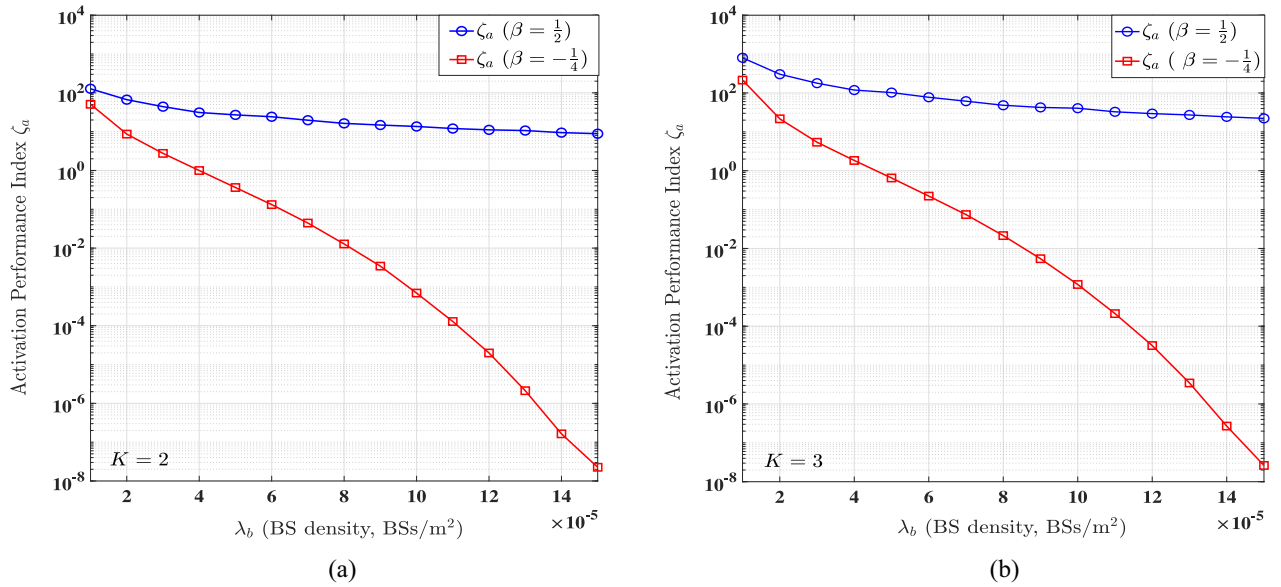 Activation Performance Index ζ_a
10^4
10^2
10^0
10^-2
10^-4
10^-6
10^-8
ζ_a (β = 1/2)
ζ_a (β = -1/4)
K = 2
2 4 6 8 10 12 14
×10^-5
λ_b (BS density, BSs/m^2)
(a)
Activation Performance Index ζ_a
10^4
10^2
10^0
10^-2
10^-4
10^-6
10^-8
ζ_a (β = 1/2)
ζ_a ( β = -1/4)
K = 3
2 4 6 8 10 12 14
×10^-5
λ_b (BS density, BSs/m^2)
(b)